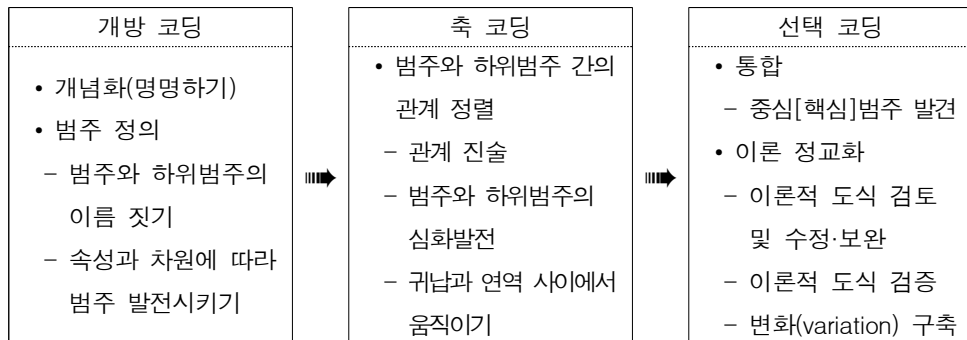 개방 코딩
• 개념화(명명하기)
• 범주 정의
– 범주와 하위범주의
이름 짓기
– 속성과 차원에 따라
범주 발전시키기
축 코딩
• 범주와 하위범주 간의
관계 정렬
– 관계 진술
– 범주와 하위범주의
심화발전
– 귀납과 연역 사이에서
움직이기
선택 코딩
• 통합
– 중심[핵심]범주 발견
• 이론 정교화
– 이론적 도식 검토
및 수정·보완
– 이론적 도식 검증
– 변화(variation) 구축